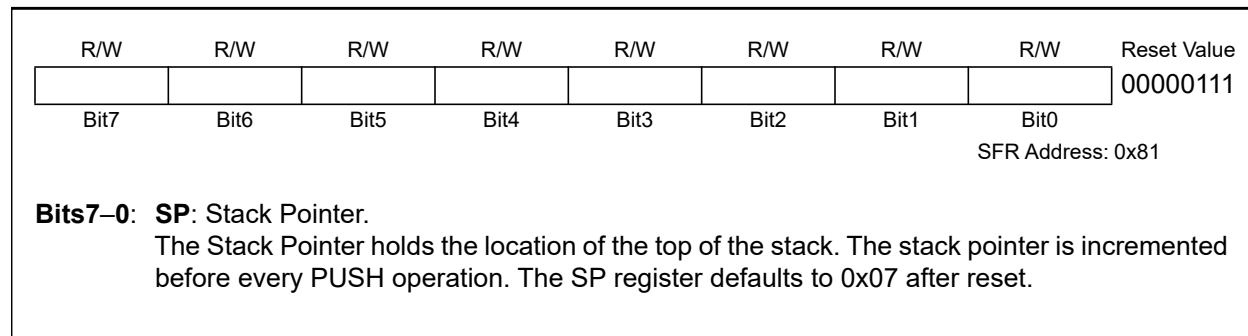 R/W R/W R/W R/W R/W R/W R/W R/W Reset Value
00000111
Bit7 Bit6 Bit5 Bit4 Bit3 Bit2 Bit1 Bit0
SFR Address: 0x81
Bits7–0: SP: Stack Pointer.
The Stack Pointer holds the location of the top of the stack. The stack pointer is incremented
before every PUSH operation. The SP register defaults to 0x07 after reset.